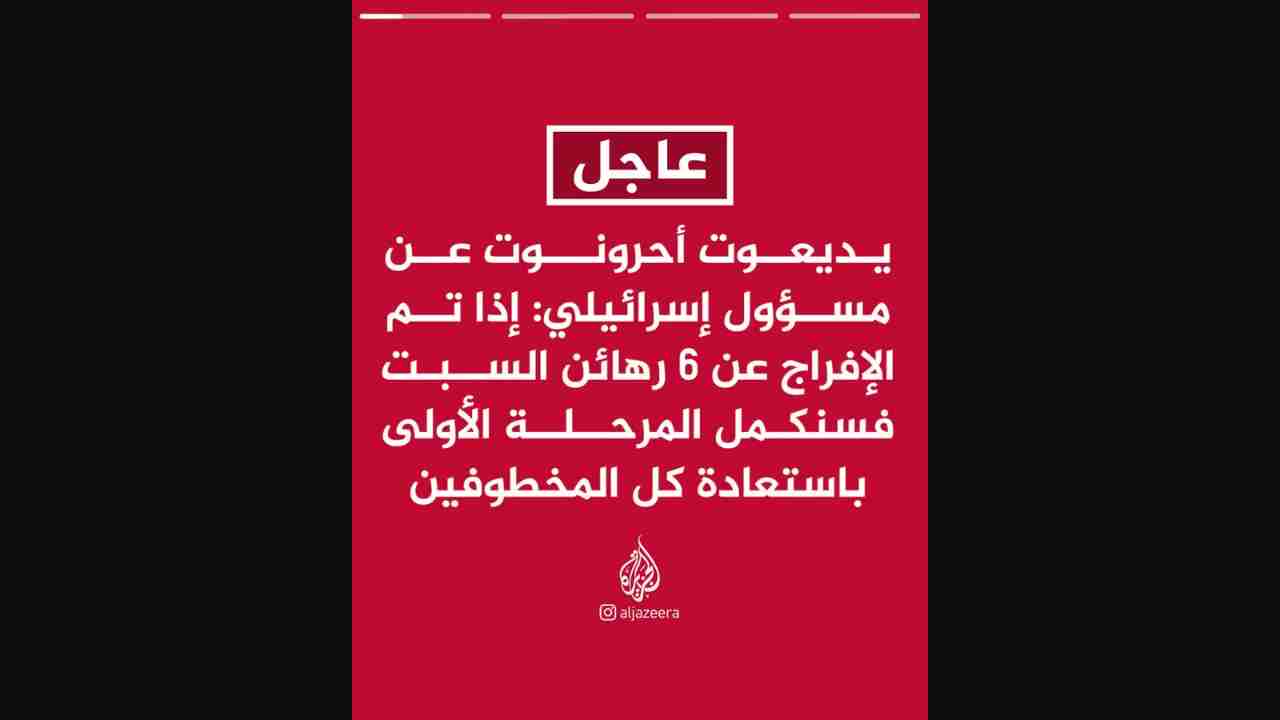 عاجل
يديعوت أحرونوت عن
مسؤول إسرائيلي: إذا تم
الإفراج عن 6 رهائن السبت
فسنكمل المرحلة الأولى
باستعادة كل المخطوفين
الجزيرة
aljazeera